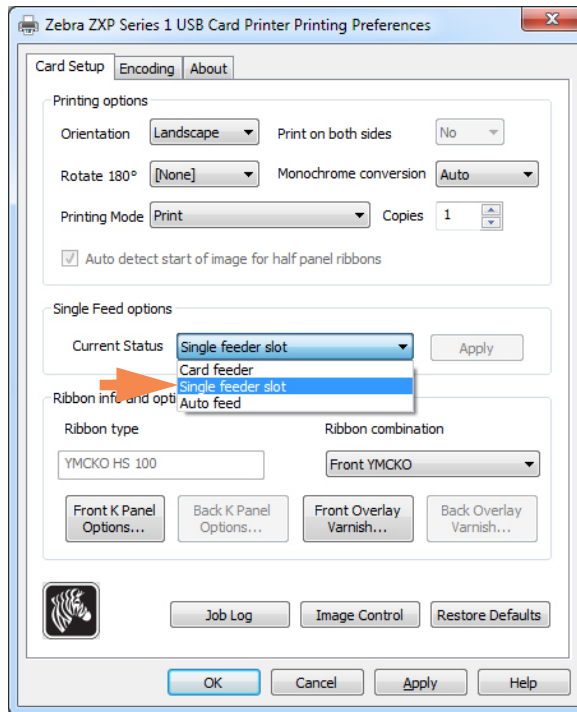 Zebra ZXP Series 1 USB Card Printer Printing Preferences
Card Setup Encoding About
Printing options
Orientation Landscape Print on both sides No
Rotate 180° [None] Monochrome conversion Auto
Printing Mode Print Copies 1
Auto detect start of image for half panel ribbons
Single Feed options
Current Status Single feeder slot Apply
Card feeder
Single feeder slot
Auto feed
Ribbon info and opti
Ribbon type Ribbon combination
YMCKO HS 100 Front YMCKO
Front K Panel Back K Panel Front Overlay Back Overlay
Options... Options... Varnish... Varnish...
Job Log Image Control Restore Defaults
OK Cancel Apply Help